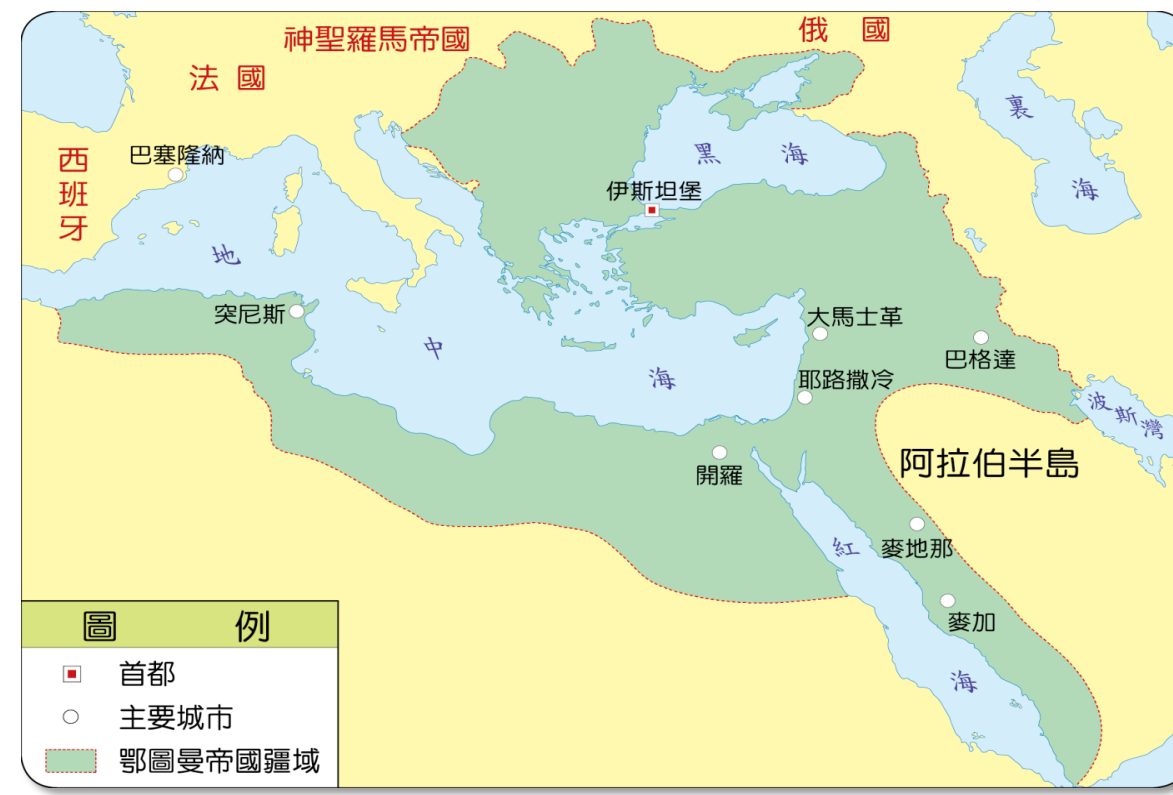 神聖羅馬帝國
俄國
法國
裏海
西班牙
巴塞隆納
黑海
伊斯坦堡
地中海
突尼斯
大馬士革
巴格達
耶路撒冷
波斯灣
開羅
阿拉伯半島
紅海
麥地那
麥加
圖例
首都
主要城市
鄂圖曼帝國疆域